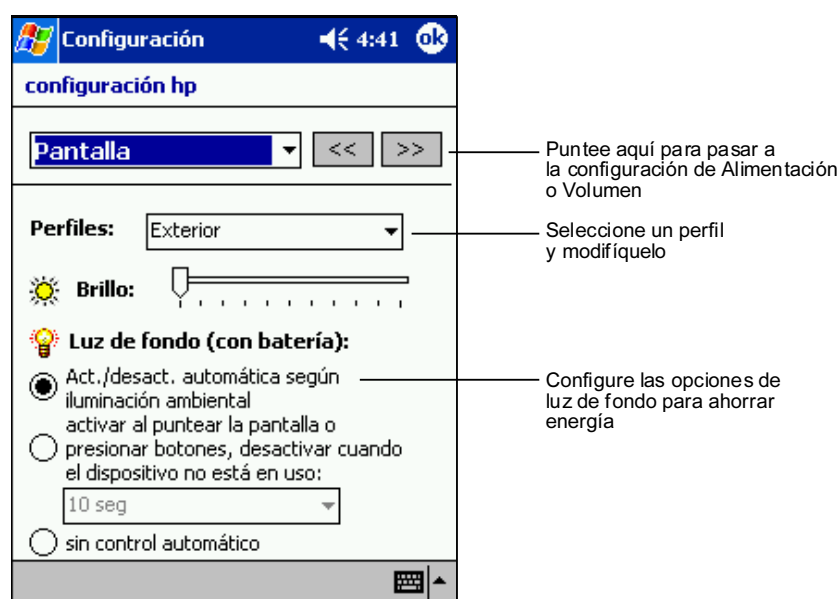 Configuración
4:41
ok
configuración hp
Pantalla
<<
>>
Puntee aquí para pasar a
la configuración de Alimentación
o Volumen
Perfiles:
Exterior
Seleccione un perfil
y modifíquelo
Brillo:
Luz de fondo (con batería):
Act./desact. automática según
iluminación ambiental
Configure las opciones de
luz de fondo para ahorrar
energía
activar al puntear la pantalla o
presionar botones, desactivar cuando
el dispositivo no está en uso:
10 seg
sin control automático